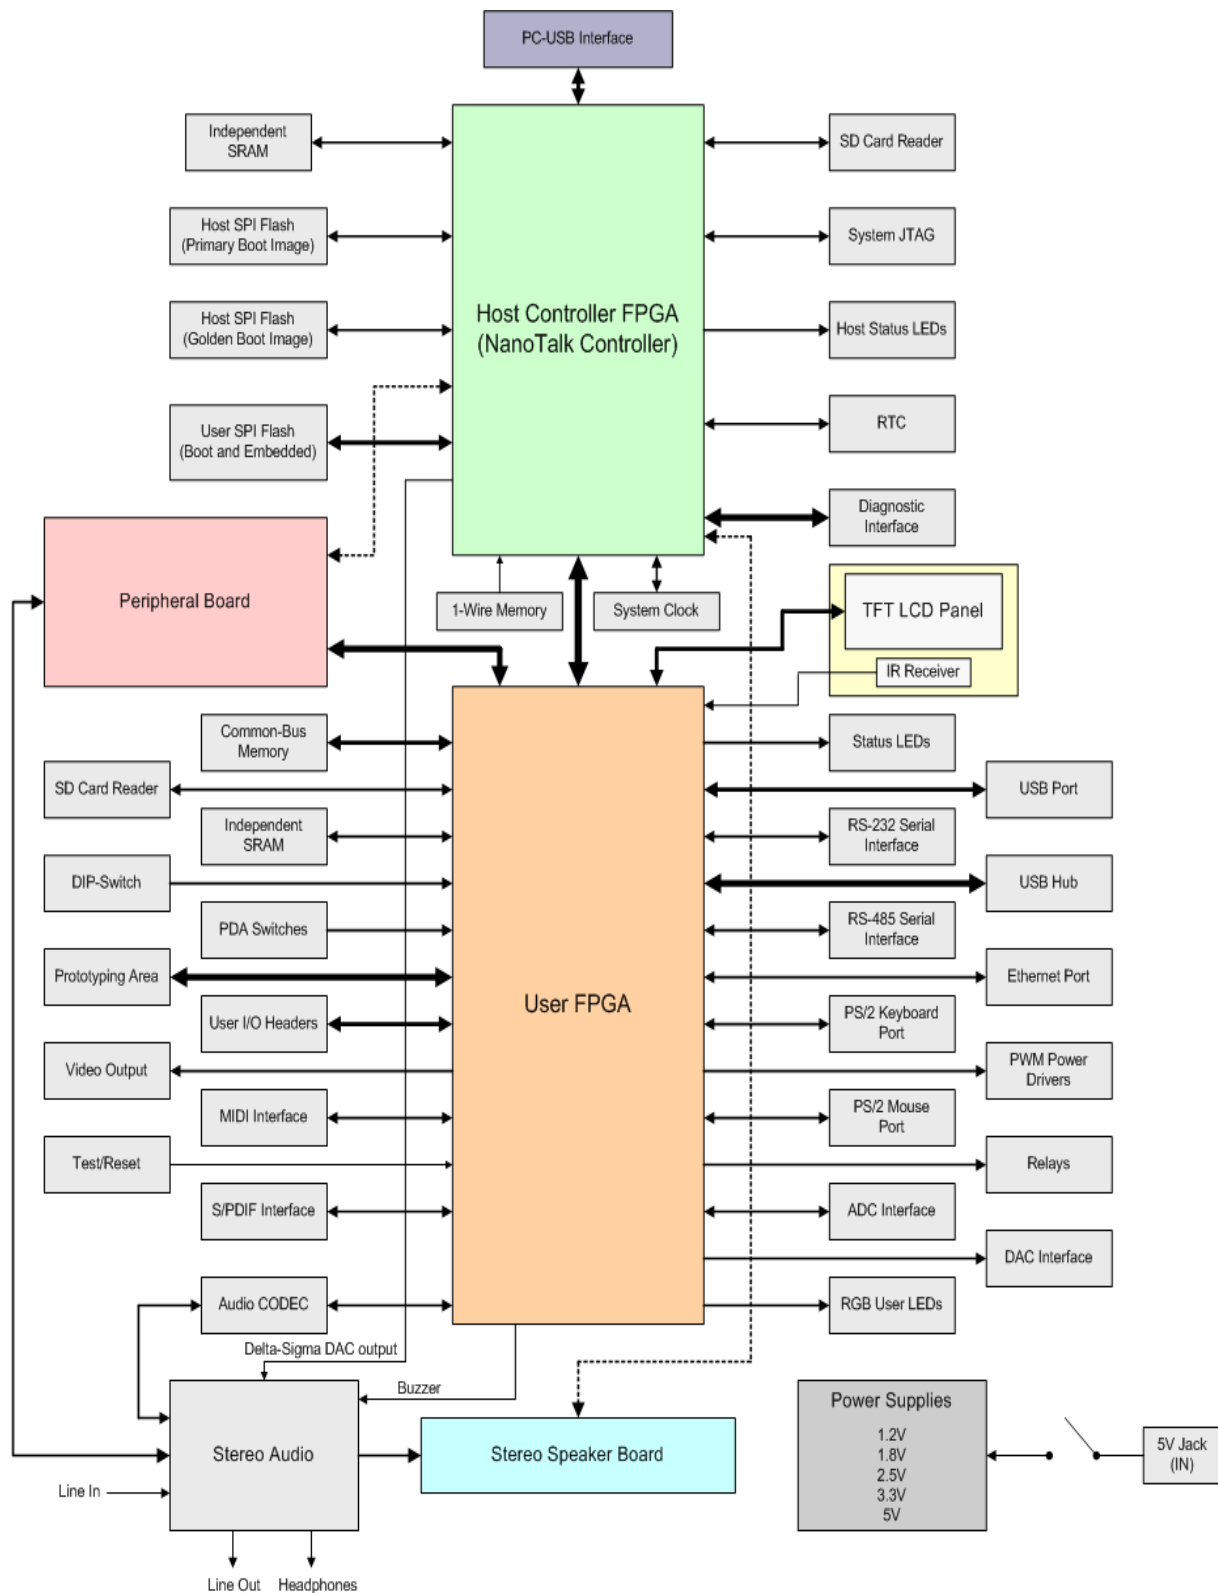 PC-USB Interface
Independent
SRAM
SD Card Reader
Host SPI Flash
(Primary Boot Image)
System JTAG
Host Controller FPGA
(NanoTalk Controller)
Host SPI Flash
(Golden Boot Image)
Host Status LEDs
User SPI Flash
(Boot and Embedded)
RTC
Diagnostic
Interface
Peripheral Board
1-Wire Memory
System Clock
TFT LCD Panel
IR Receiver
Common-Bus
Memory
Status LEDs
SD Card Reader
USB Port
Independent
SRAM
RS-232 Serial
Interface
DIP-Switch
USB Hub
PDA Switches
RS-485 Serial
Interface
Prototyping Area
User FPGA
Ethernet Port
User I/O Headers
PS/2 Keyboard
Port
Video Output
PWM Power
Drivers
MIDI Interface
PS/2 Mouse
Port
Test/Reset
Relays
S/PDIF Interface
ADC Interface
DAC Interface
Audio CODEC
RGB User LEDs
Delta-Sigma DAC output
Buzzer
Stereo Audio
Stereo Speaker Board
Power Supplies
1.2V
1.8V
2.5V
3.3V
5V
5V Jack
(IN)
Line In
Line Out
Headphones